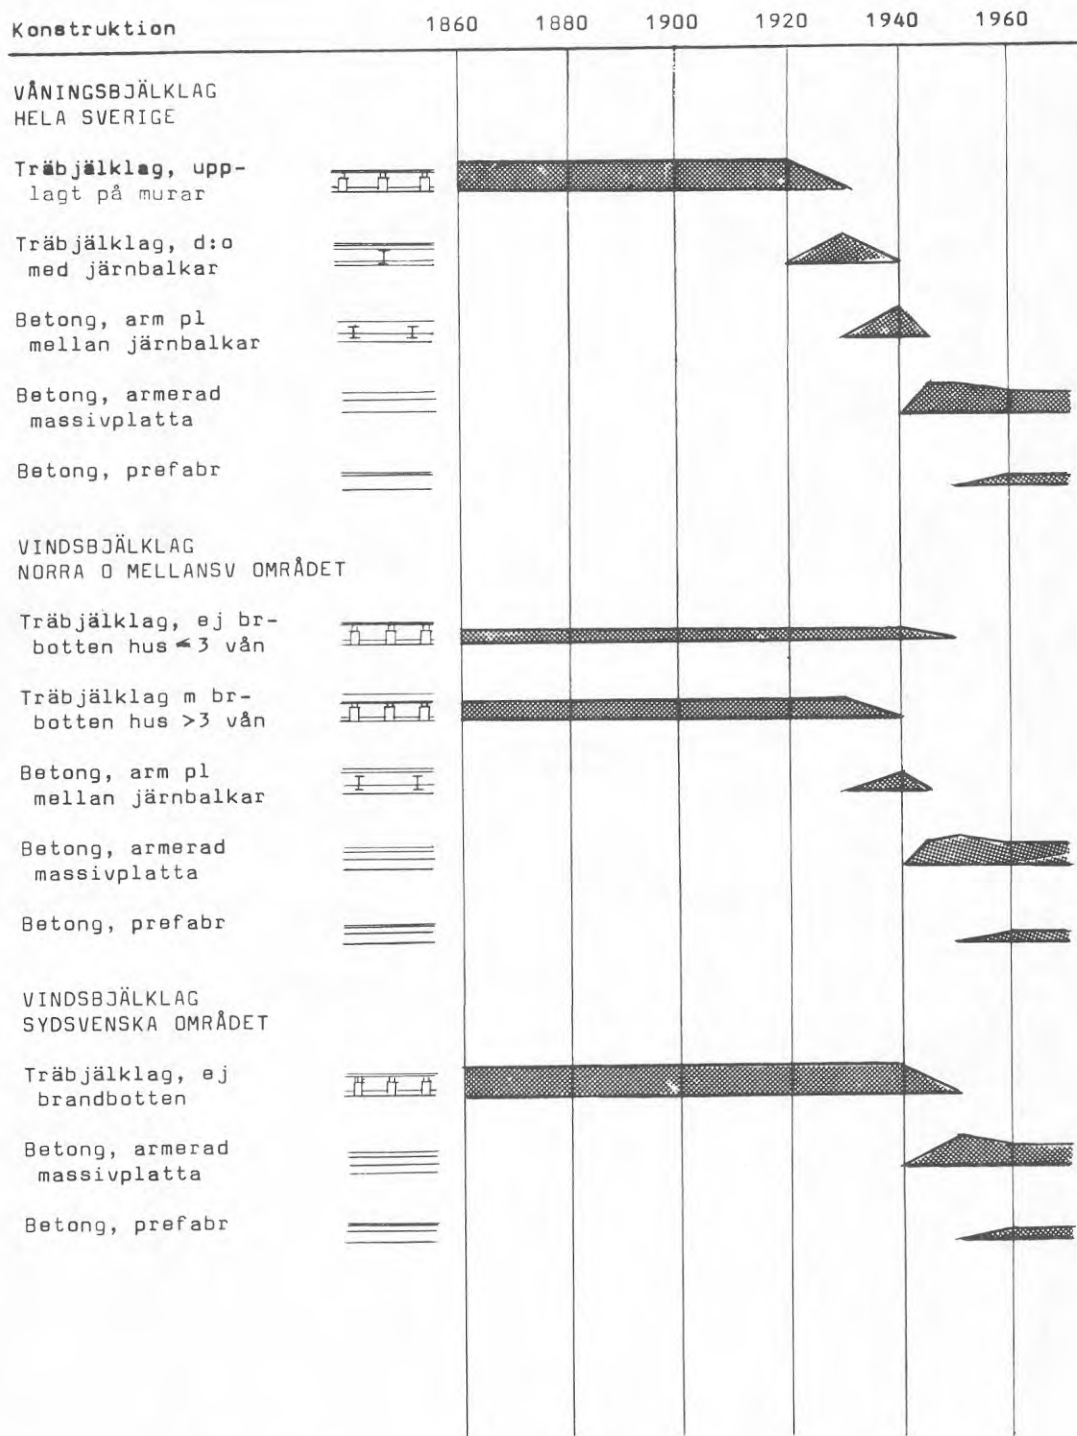 Konstruktion 1860 1880 1900 1920 1940 1960
VÅNINGSBJÄLKLAG
HELA SVERIGE
Träbjälklag, upp-
lagt på murar
Träbjälklag, d:o
med järnbalkar
Betong, arm pl
mellan järnbalkar
Betong, armerad
massivplatta
Betong, prefabr
VINDSBJÄLKLAG
NORRA O MELLANSV OMRÅDET
Träbjälklag, ej br-
botten hus ≤ 3 vån
Träbjälklag m br-
botten hus >3 vån
Betong, arm pl
mellan järnbalkar
Betong, armerad
massivplatta
Betong, prefabr
VINDSBJÄLKLAG
SYDSVENSKA OMRÅDET
Träbjälklag, ej
brandbotten
Betong, armerad
massivplatta
Betong, prefabr